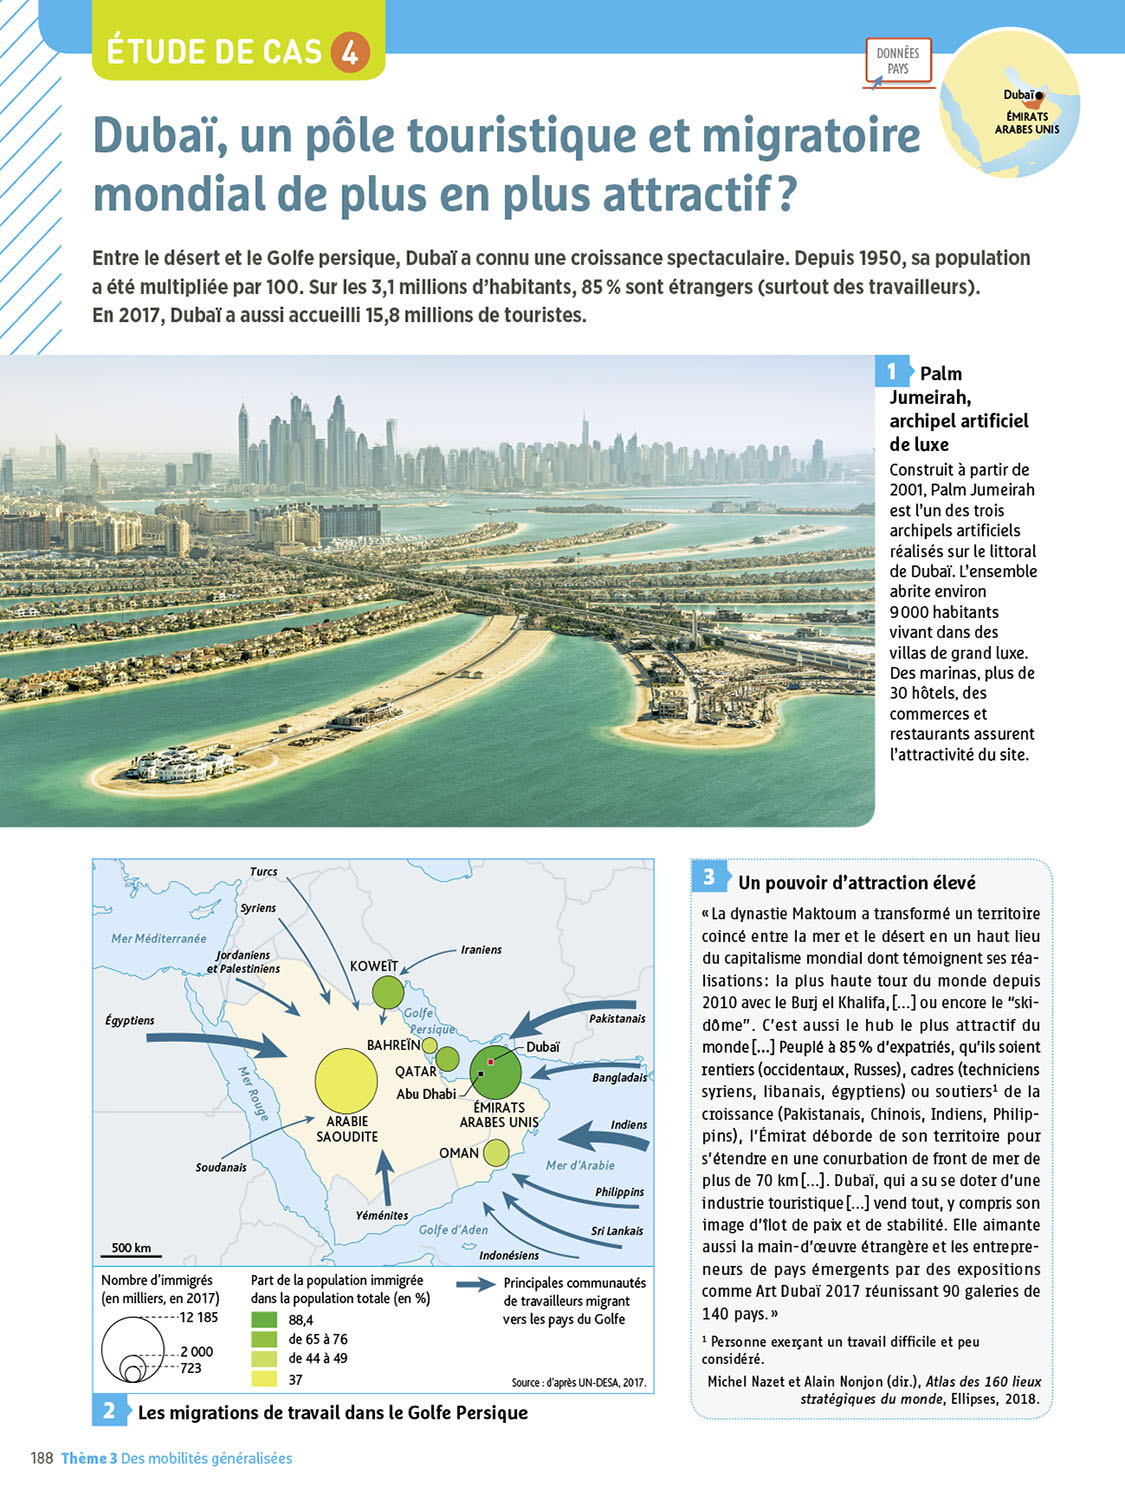 ÉTUDE DE CAS 4
DONNÉES
PAYS
Dubaï
ÉMIRATS
ARABES UNIS
Dubaï, un pôle touristique et migratoire
mondial de plus en plus attractif ?
Entre le désert et le Golfe persique, Dubaï a connu une croissance spectaculaire. Depuis 1950, sa population
a été multipliée par 100. Sur les 3,1 millions d’habitants, 85 % sont étrangers (surtout des travailleurs).
En 2017, Dubaï a aussi accueilli 15,8 millions de touristes.
1 Palm
Jumeirah,
archipel artificiel
de luxe
Construit à partir de
2001, Palm Jumeirah
est l’un des trois
archipels artificiels
réalisés sur le littoral
de Dubaï. L’ensemble
abrite environ
9 000 habitants
vivant dans des
villas de grand luxe.
Des marinas, plus de
30 hôtels, des
commerces et
restaurants assurent
l’attractivité du site.
Turcs
Syriens
Mer Méditerranée
Jordaniens
et Palestiniens
Iraniens
KOWEÏT
Égyptiens
Golfe
Persique
Pakistanais
BAHREÏN
Dubaï
QATAR
Bangladais
Abu Dhabi
Mer Rouge
ÉMIRATS
ARABES UNIS
ARABIE
SAOUDITE
Indiens
OMAN
Soudanais
Mer d’Arabie
Philippins
Yéménites
Golfe d’Aden
Sri Lankais
Indonésiens
500 km
Nombre d’immigrés
(en milliers, en 2017)
12 185
2 000
723
Part de la population immigrée
dans la population totale (en %)
88,4
de 65 à 76
de 44 à 49
37
Principales communautés
de travailleurs migrant
vers les pays du Golfe
Source : d’après UN-DESA, 2017.
2 Les migrations de travail dans le Golfe Persique
3 Un pouvoir d’attraction élevé
« La dynastie Maktoum a transformé un territoire
coincé entre la mer et le désert en un haut lieu
du capitalisme mondial dont témoignent ses réa-
lisations : la plus haute tour du monde depuis
2010 avec le Burj el Khalifa, […] ou encore le “ski-
dôme”. C’est aussi le hub le plus attractif du
monde […] Peuplé à 85 % d’expatriés, qu’ils soient
rentiers (occidentaux, Russes), cadres (techniciens
syriens, libanais, égyptiens) ou soutiers¹ de la
croissance (Pakistanais, Chinois, Indiens, Philip-
pins), l’Émirat déborde de son territoire pour
s’étendre en une conurbation de front de mer de
plus de 70 km […]. Dubaï, qui a su se doter d’une
industrie touristique […] vend tout, y compris son
image d’îlot de paix et de stabilité. Elle aimante
aussi la main-d’œuvre étrangère et les entrepre-
neurs de pays émergents par des expositions
comme Art Dubaï 2017 réunissant 90 galeries de
140 pays. »
¹ Personne exerçant un travail difficile et peu
considéré.
Michel Nazet et Alain Nonjon (dir.), Atlas des 160 lieux
stratégiques du monde, Ellipses, 2018.
188 Thème 3 Des mobilités généralisées